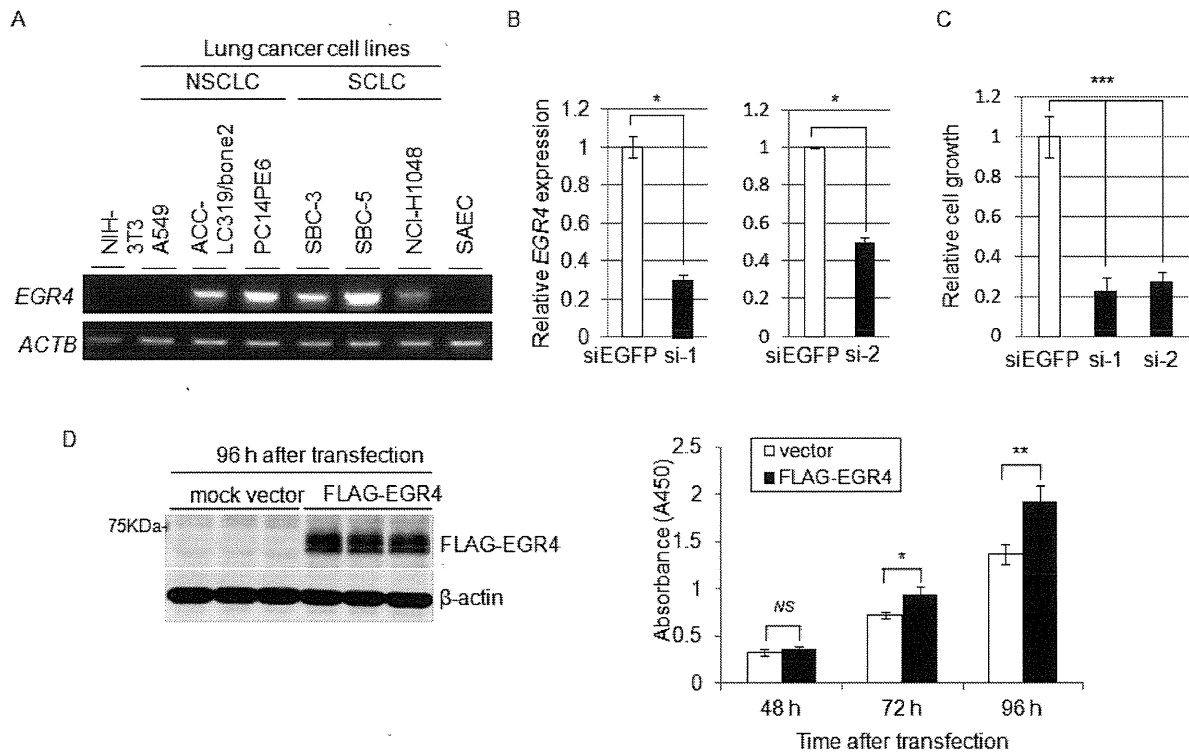 A
Lung cancer cell lines
NSCLC
SCLC
NIH-
3T3
A549
ACC-
LC319/bone2
PC14PE6
SBC-3
SBC-5
NCI-H1048
SAEC
EGR4
ACTB
B
Relative EGR4 expression
1.2
1
0.8
0.6
0.4
0.2
0
*
siEGFP si-1
1.2
1
0.8
0.6
0.4
0.2
0
*
siEGFP si-2
C
Relative cell growth
1.2
1
0.8
0.6
0.4
0.2
0
***
siEGFP si-1 si-2
D
96 h after transfection
mock vector FLAG-EGR4
75KDa-
FLAG-EGR4
β-actin
Absorbance (A450)
2.5
2
1.5
1
0.5
0
vector
FLAG-EGR4
NS
*
**
48 h 72 h 96 h
Time after transfection